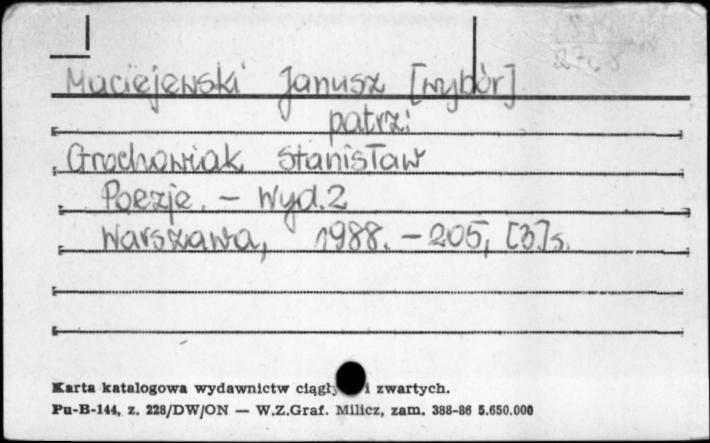 Maciejewski Janusz [wybór]
patrz:
Grochowiak Stanisław
Poezje. – Wyd. 2
Warszawa, 1988. – 205, [3] s.
Karta katalogowa wydawnictw i zwartych.
Pu-B-144, z. 228/DW/ON — W.Z.Graf. Milicz, zam. 388-86 5.650.000